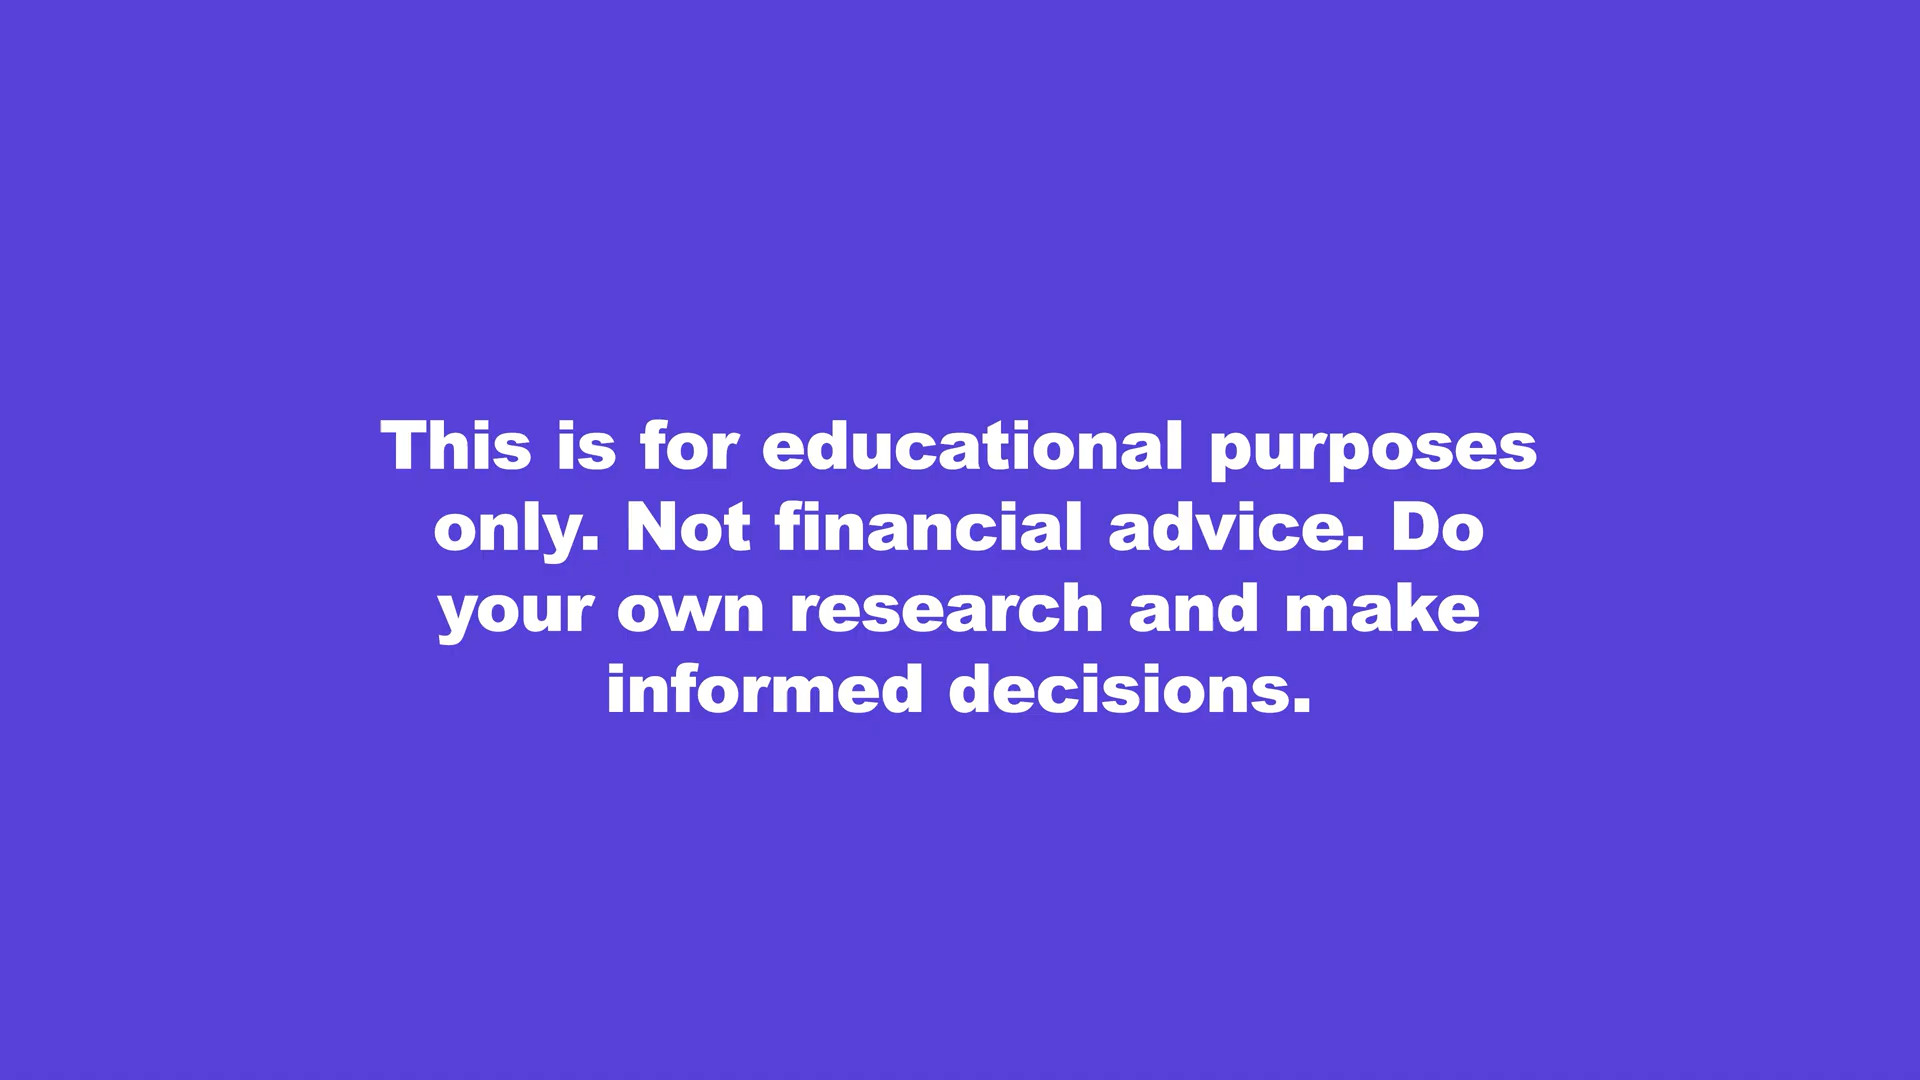 This is for educational purposes
only. Not financial advice. Do
your own research and make
informed decisions.